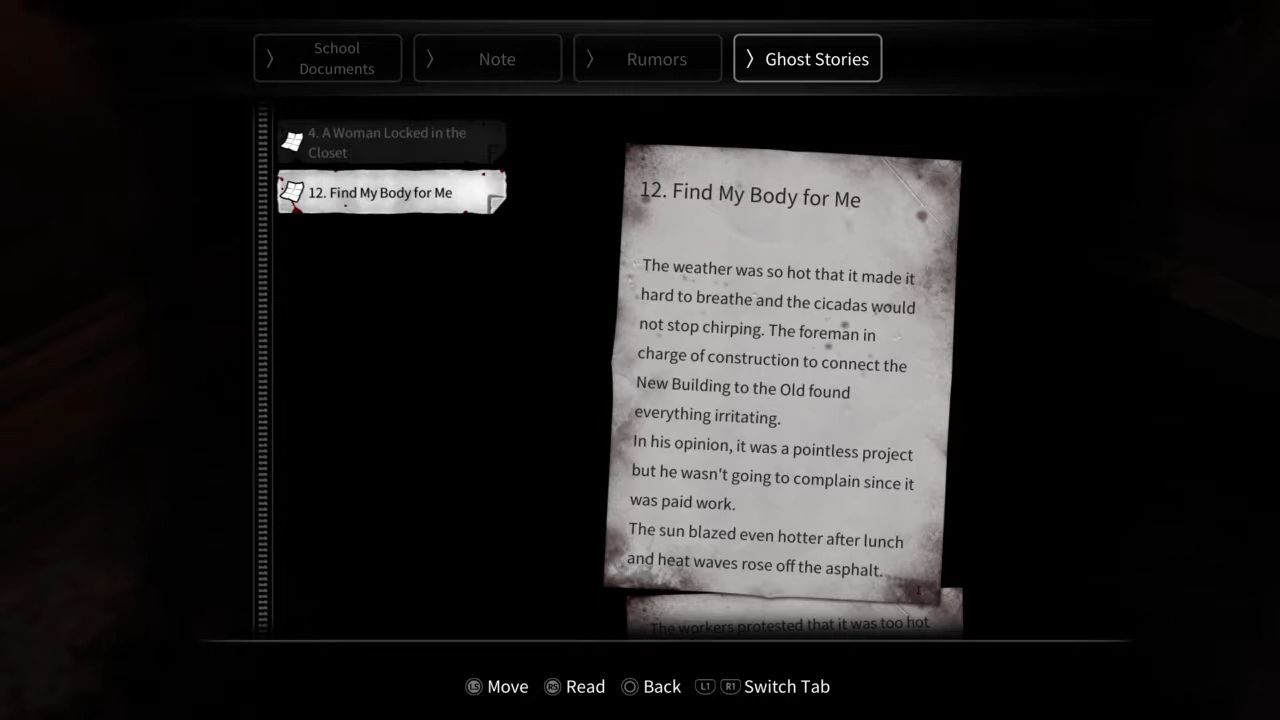 School
Documents
Note
Rumors
Ghost Stories
4. A Woman Locked in the
Closet
12. Find My Body for Me
12. Find My Body for Me
The weather was so hot that it made it
hard to breathe and the cicadas would
not stop chirping. The foreman in
charge of construction to connect the
New Building to the Old found
everything irritating.
In his opinion, it was a pointless project
but he wasn't going to complain since it
was paid work.
The sun blazed even hotter after lunch
and heat waves rose off the asphalt.
1
The workers protested that it was too hot
LS Move RS Read Back L1 R1 Switch Tab